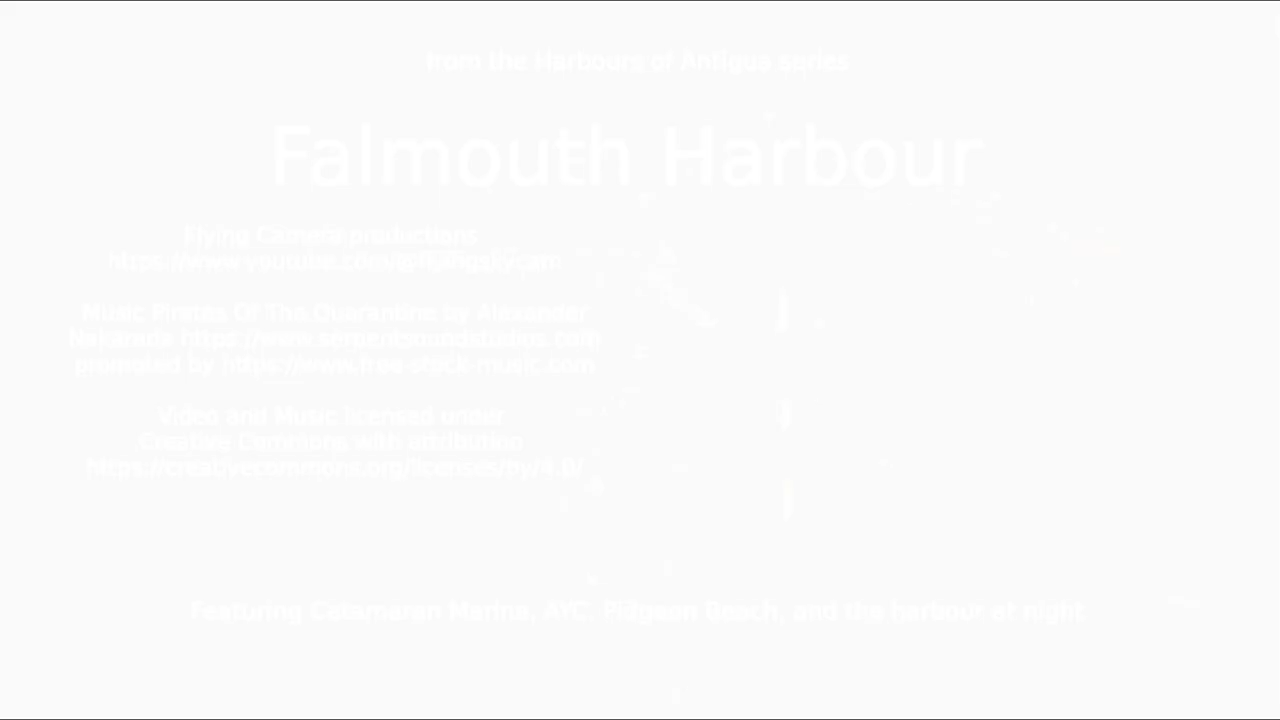 from the Harbours of Antigua series
Falmouth Harbour
Flying Camera productions
https://www.youtube.com/@flyingskycam
Music Pirates Of The Quarantine by Alexander
Nakarada https://www.serpentsoundstudios.com
promoted by https://www.free-stock-music.com
Video and Music licensed under
Creative Commons with attribution
https://creativecommons.org/licenses/by/4.0/
Featuring Catamaran Marina, AYC, Pidgeon Beach, and the harbour at night